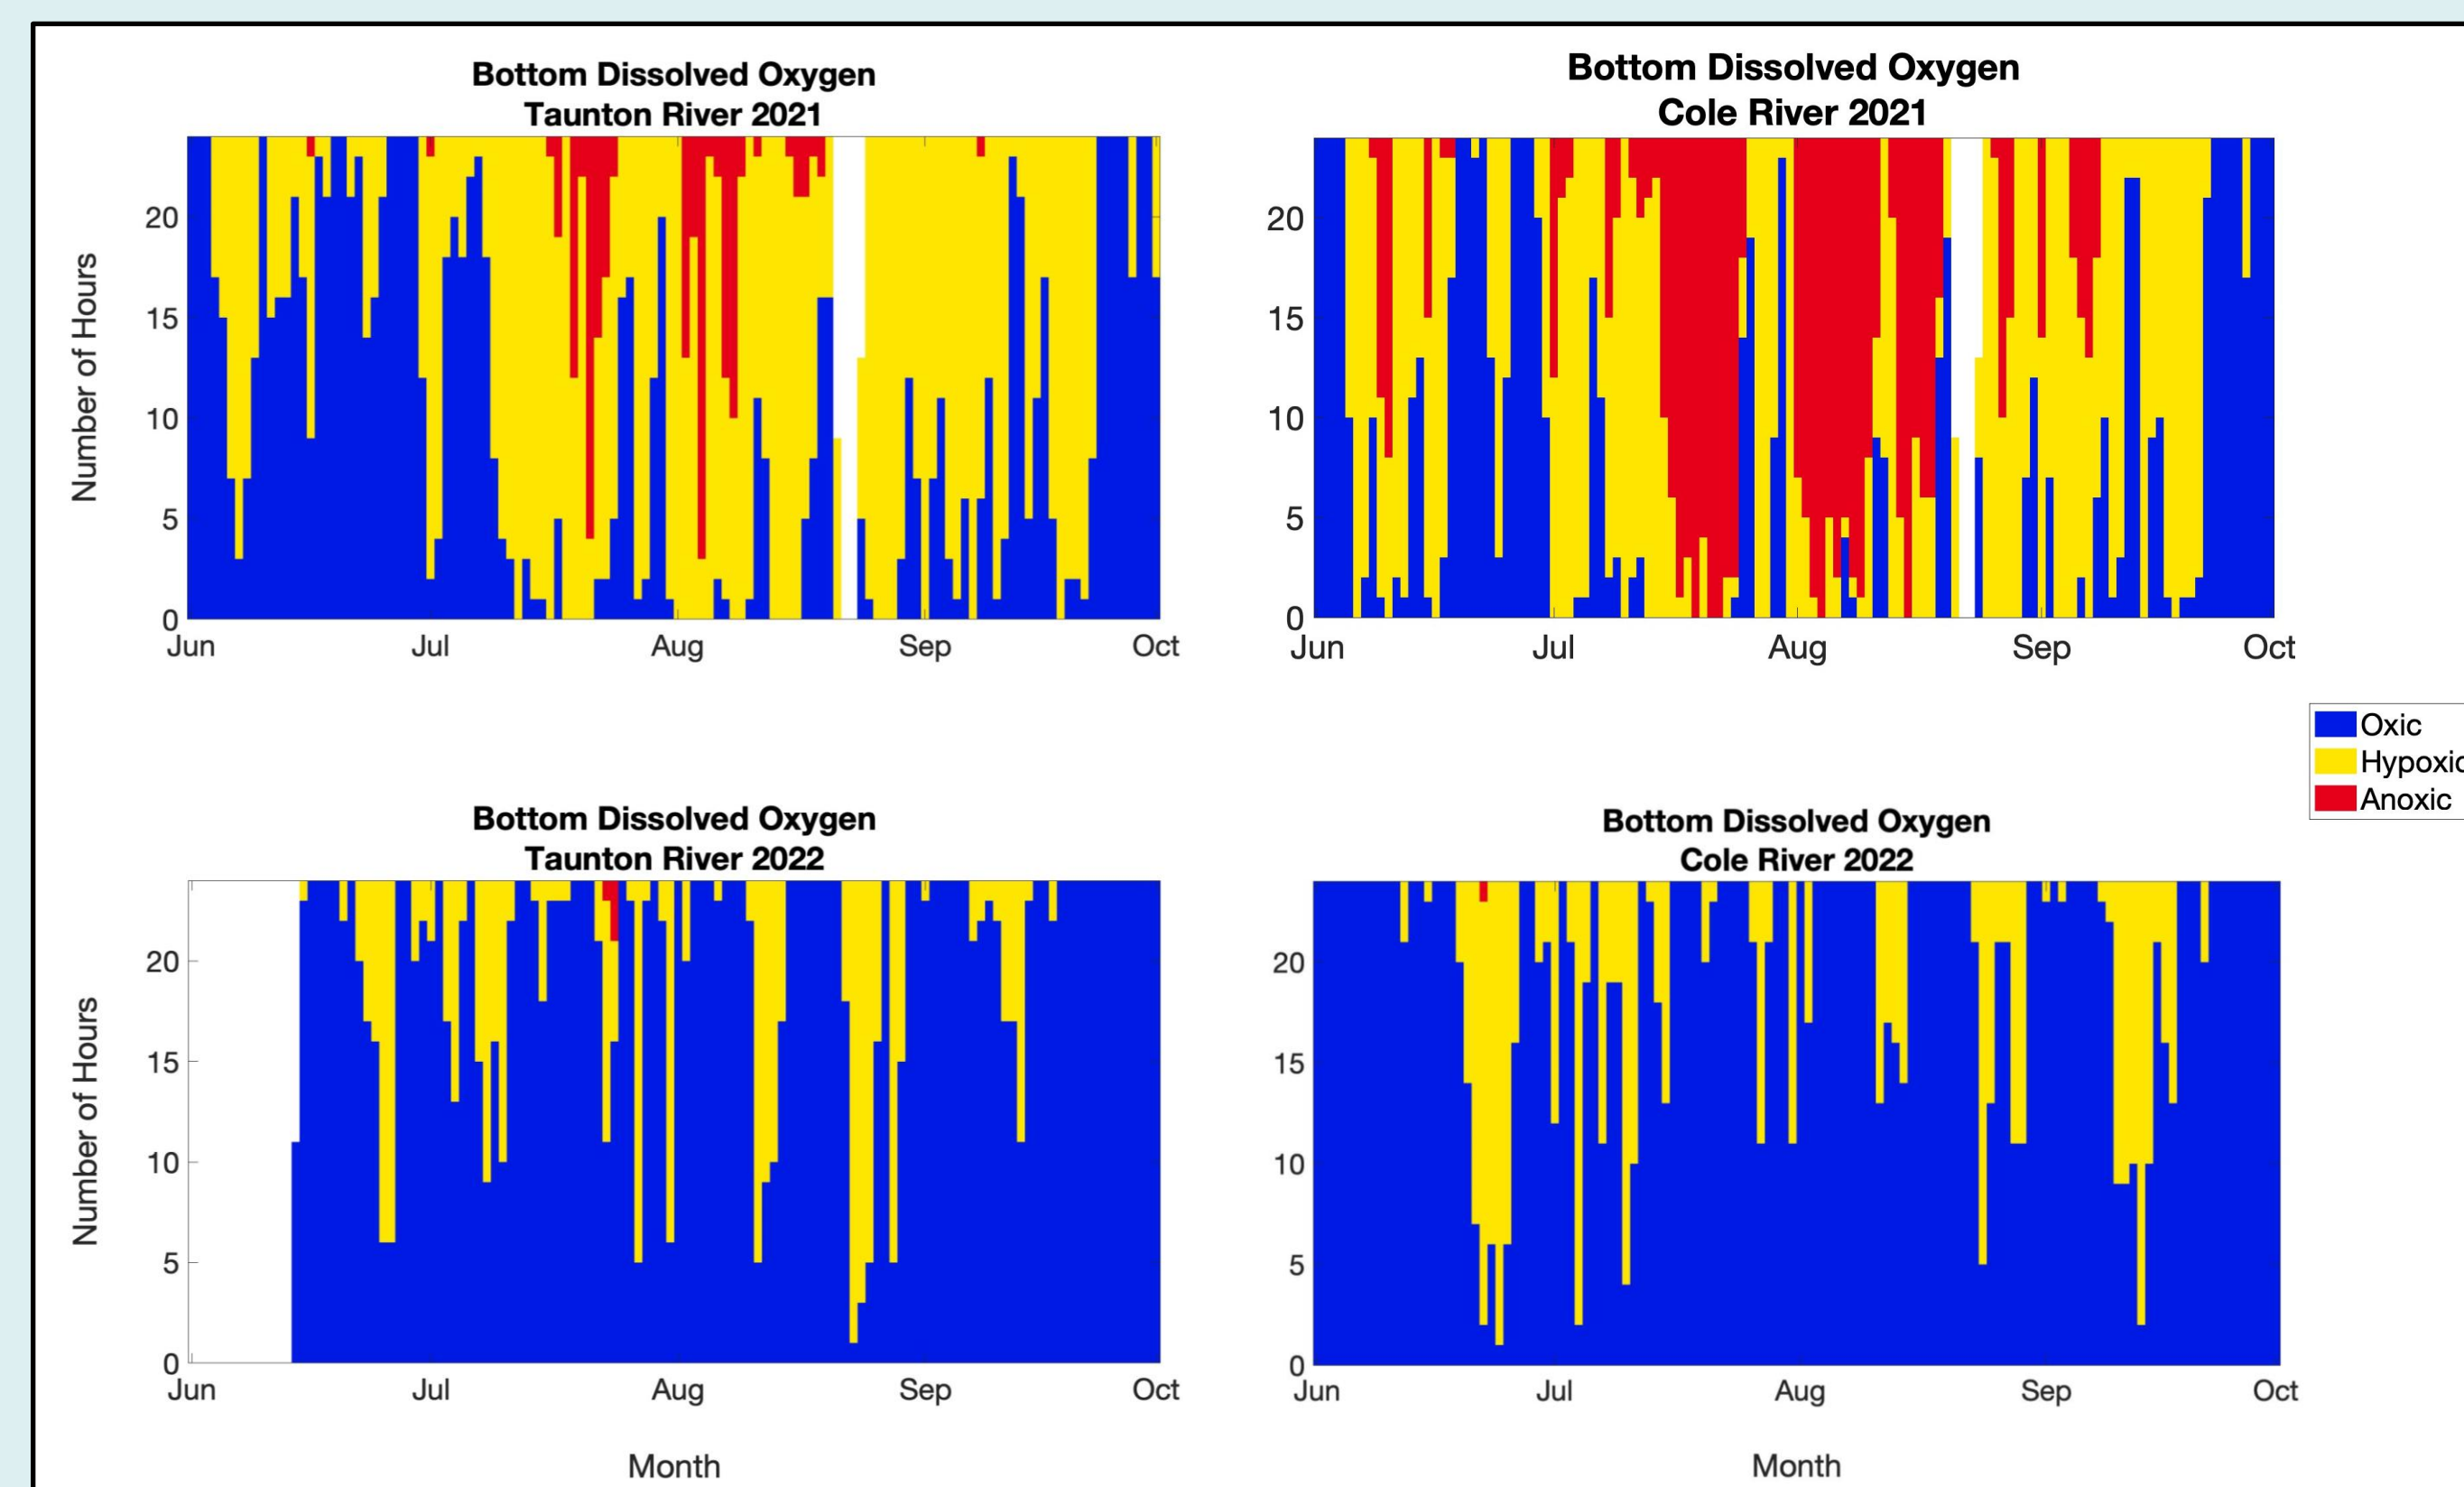 Bottom Dissolved Oxygen
Taunton River 2021
Number of Hours
20
15
10
5
0
Jun Jul Aug Sep Oct
Bottom Dissolved Oxygen
Cole River 2021
20
15
10
5
0
Jun Jul Aug Sep Oct
Oxic
Hypoxic
Anoxic
Bottom Dissolved Oxygen
Taunton River 2022
Number of Hours
20
15
10
5
0
Jun Jul Aug Sep Oct
Month
Bottom Dissolved Oxygen
Cole River 2022
20
15
10
5
0
Jun Jul Aug Sep Oct
Month